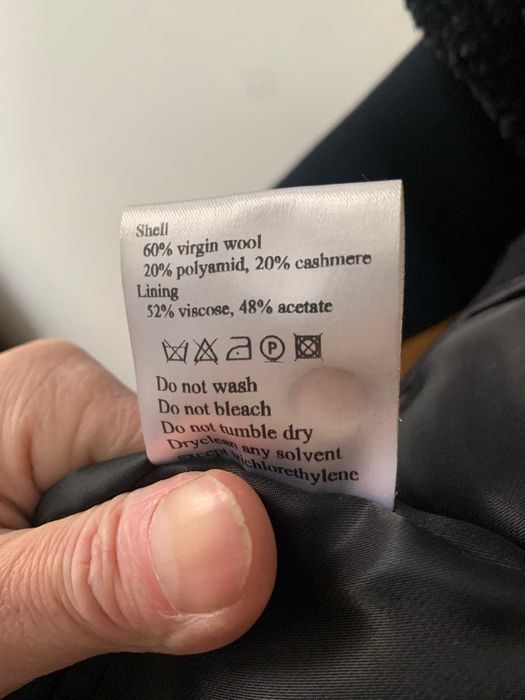 Shell
60% virgin wool
20% polyamid, 20% cashmere
Lining
52% viscose, 48% acetate
P
Do not wash
Do not bleach
Do not tumble dry
Dryclean any solvent
except trichlorethylene